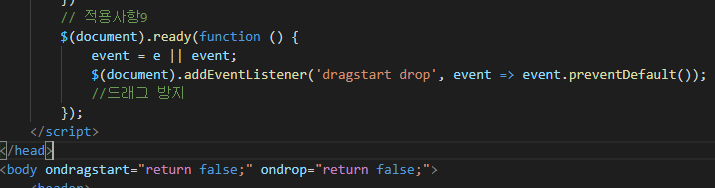 })
// 적용사항9
$(document).ready(function () {
event = e || event;
$(document).addEventListener('dragstart drop', event => event.preventDefault());
//드래그 방지
});
</script>
</head>
<body ondragstart="return false;" ondrop="return false;">
<header>